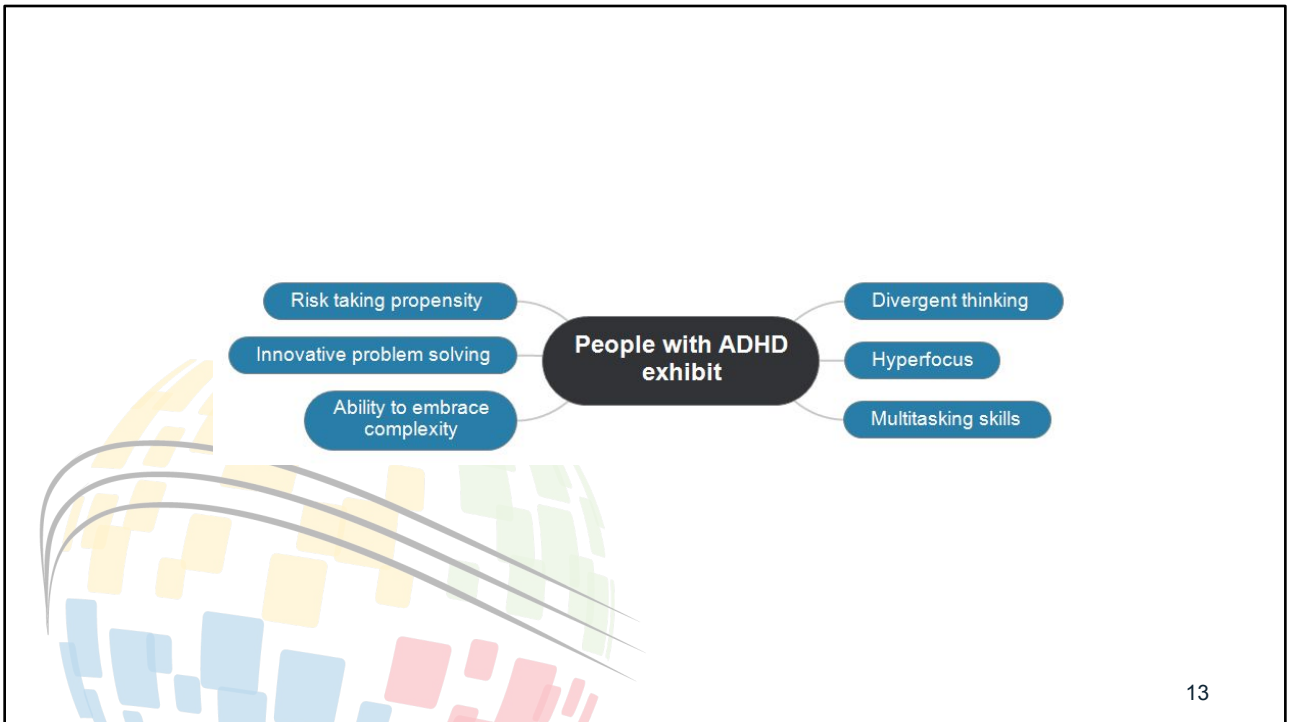 Risk taking propensity
Innovative problem solving
Ability to embrace
complexity
People with ADHD
exhibit
Divergent thinking
Hyperfocus
Multitasking skills
13